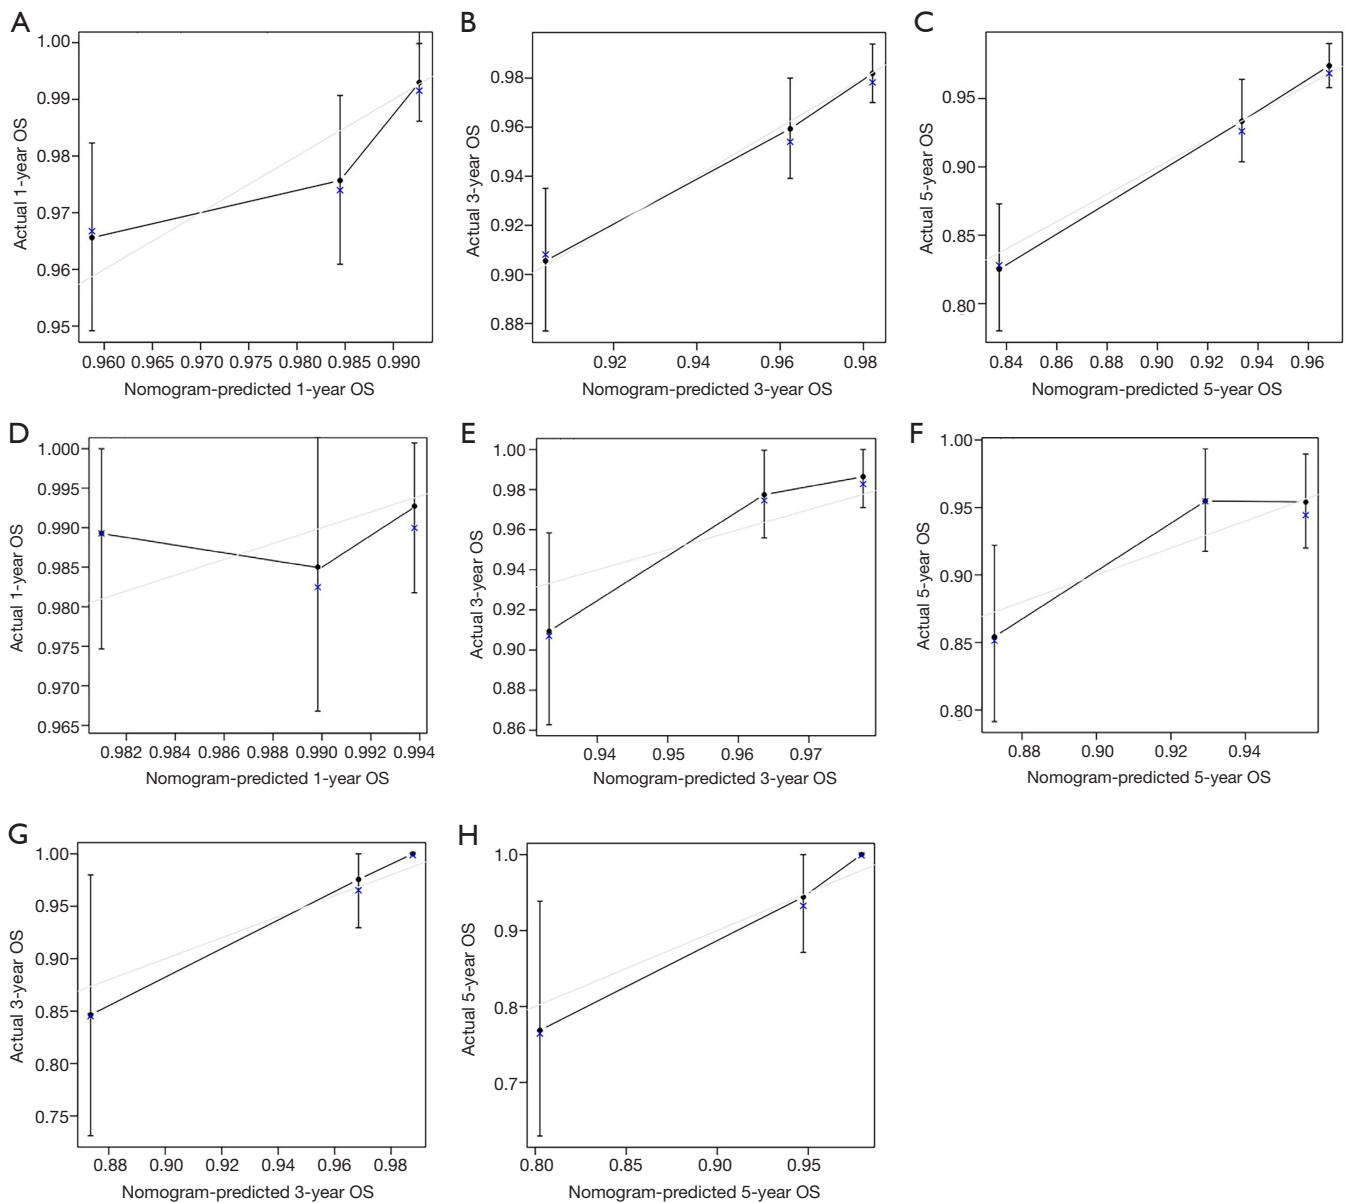 A
Actual 1-year OS
1.00
0.99
0.98
0.97
0.96
0.95
0.960 0.965 0.970 0.975 0.980 0.985 0.990
Nomogram-predicted 1-year OS
B
Actual 3-year OS
0.98
0.96
0.94
0.92
0.90
0.88
0.92 0.94 0.96 0.98
Nomogram-predicted 3-year OS
C
Actual 5-year OS
0.95
0.90
0.85
0.80
0.84 0.86 0.88 0.90 0.92 0.94 0.96
Nomogram-predicted 5-year OS
D
Actual 1-year OS
1.000
0.995
0.990
0.985
0.980
0.975
0.970
0.965
0.982 0.984 0.986 0.988 0.990 0.992 0.994
Nomogram-predicted 1-year OS
E
Actual 3-year OS
1.00
0.98
0.96
0.94
0.92
0.90
0.88
0.86
0.94 0.95 0.96 0.97
Nomogram-predicted 3-year OS
F
Actual 5-year OS
1.00
0.95
0.90
0.85
0.80
0.88 0.90 0.92 0.94
Nomogram-predicted 5-year OS
G
Actual 3-year OS
1.00
0.95
0.90
0.85
0.80
0.75
0.88 0.90 0.92 0.94 0.96 0.98
Nomogram-predicted 3-year OS
H
Actual 5-year OS
1.0
0.9
0.8
0.7
0.80 0.85 0.90 0.95
Nomogram-predicted 5-year OS